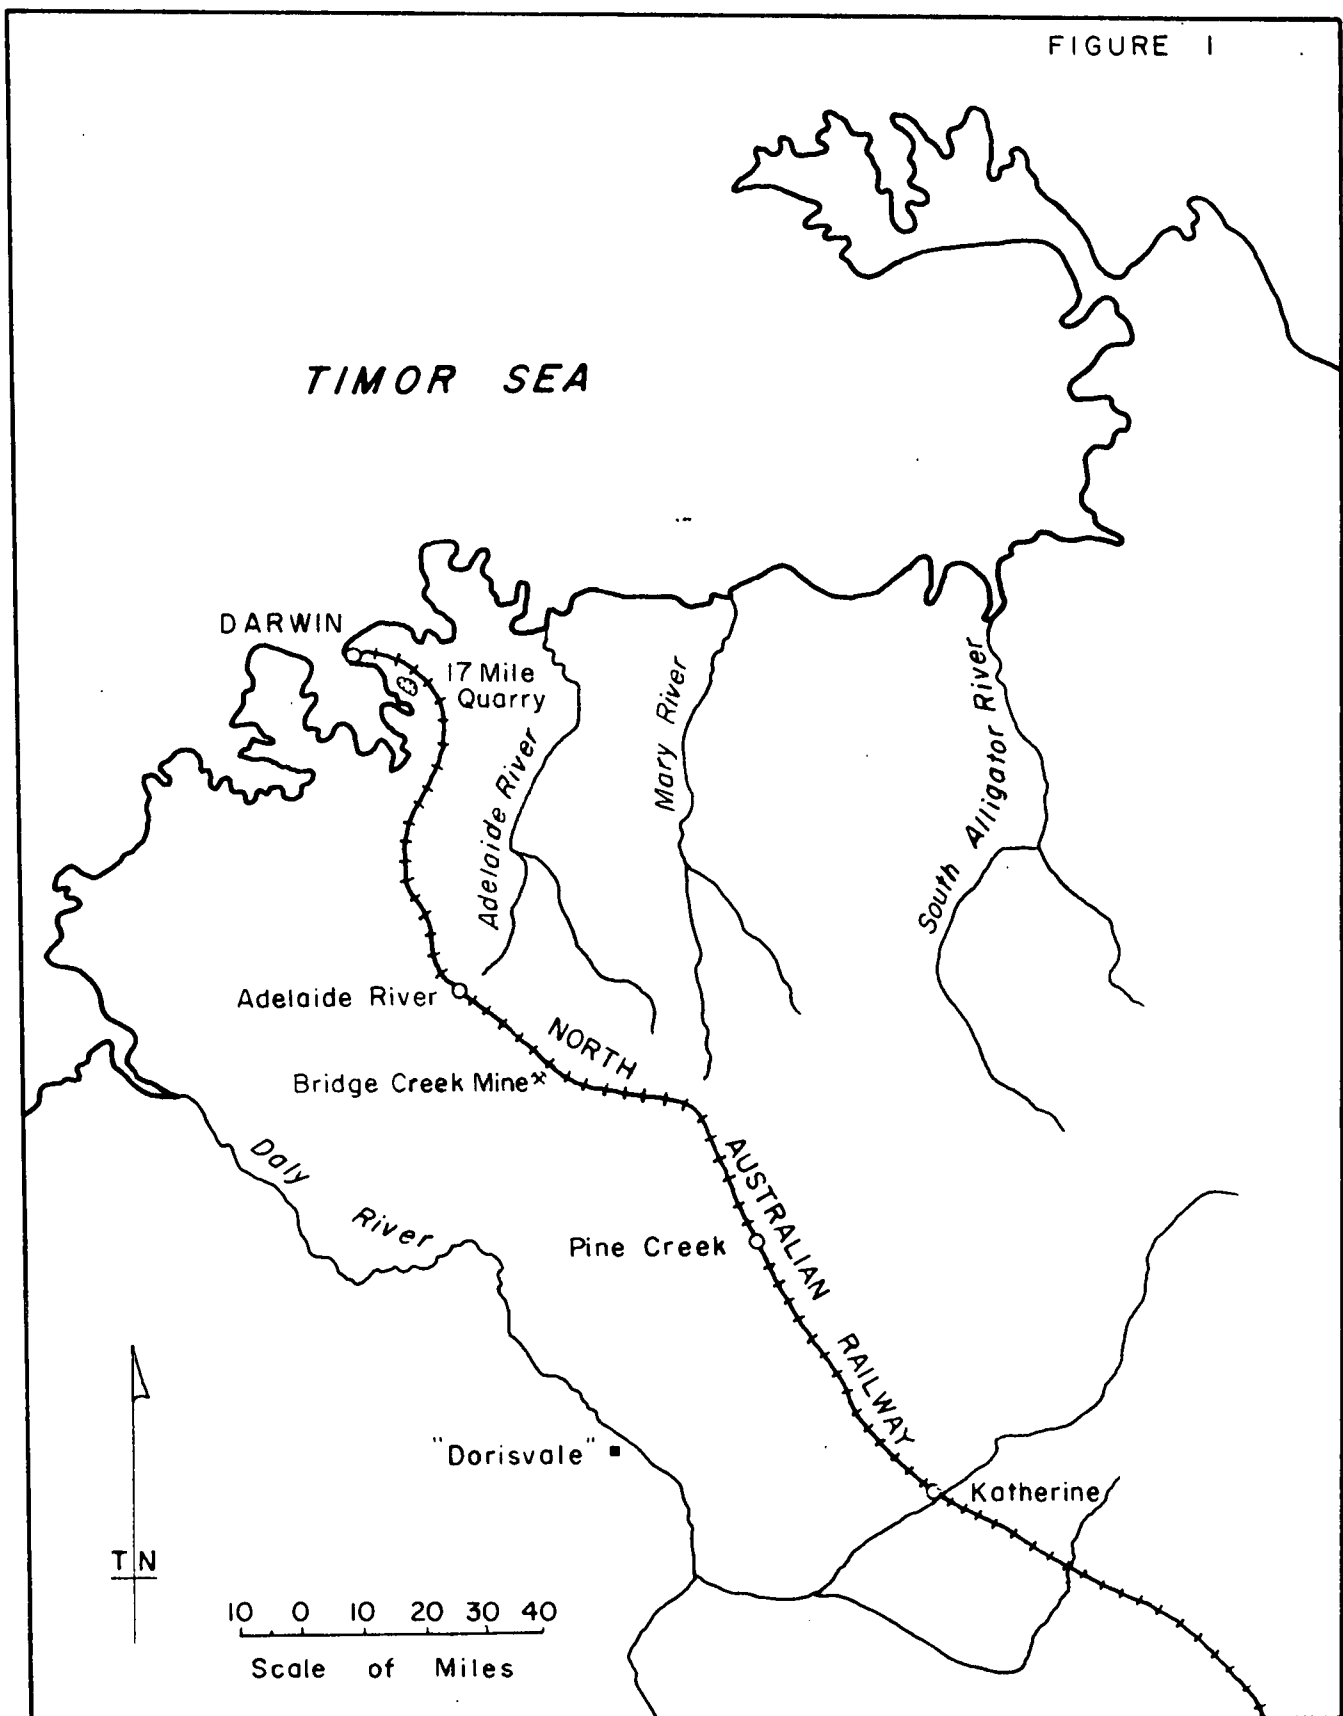 FIGURE 1
TIMOR SEA
DARWIN
17 Mile
Quarry
Adelaide River
Mary River
South Alligator River
Adelaide River
NORTH
Bridge Creek Mine
Daly
River
AUSTRALIAN
Pine Creek
RAILWAY
"Dorisvale"
Katherine
TN
10 0 10 20 30 40
Scale of Miles